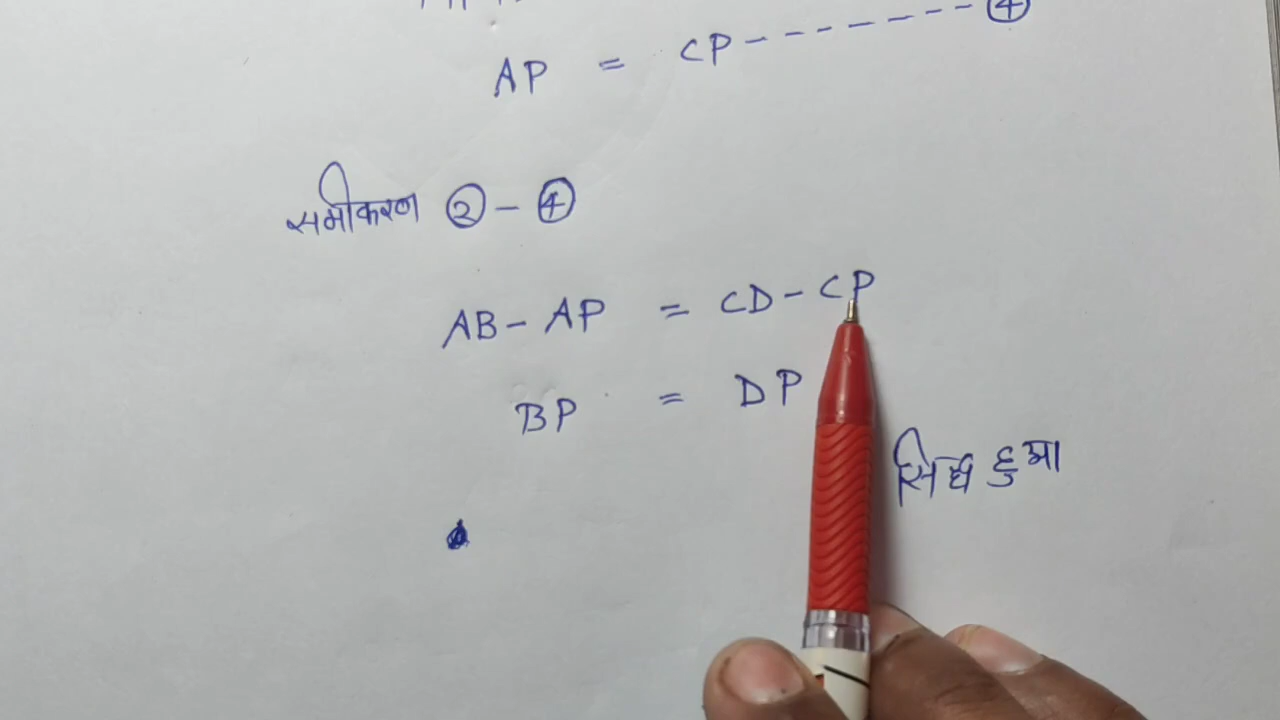 AP = CP -------- ④
समीकरण ② - ④
AB - AP = CD - CP
BP = DP
सिद्ध हुआ